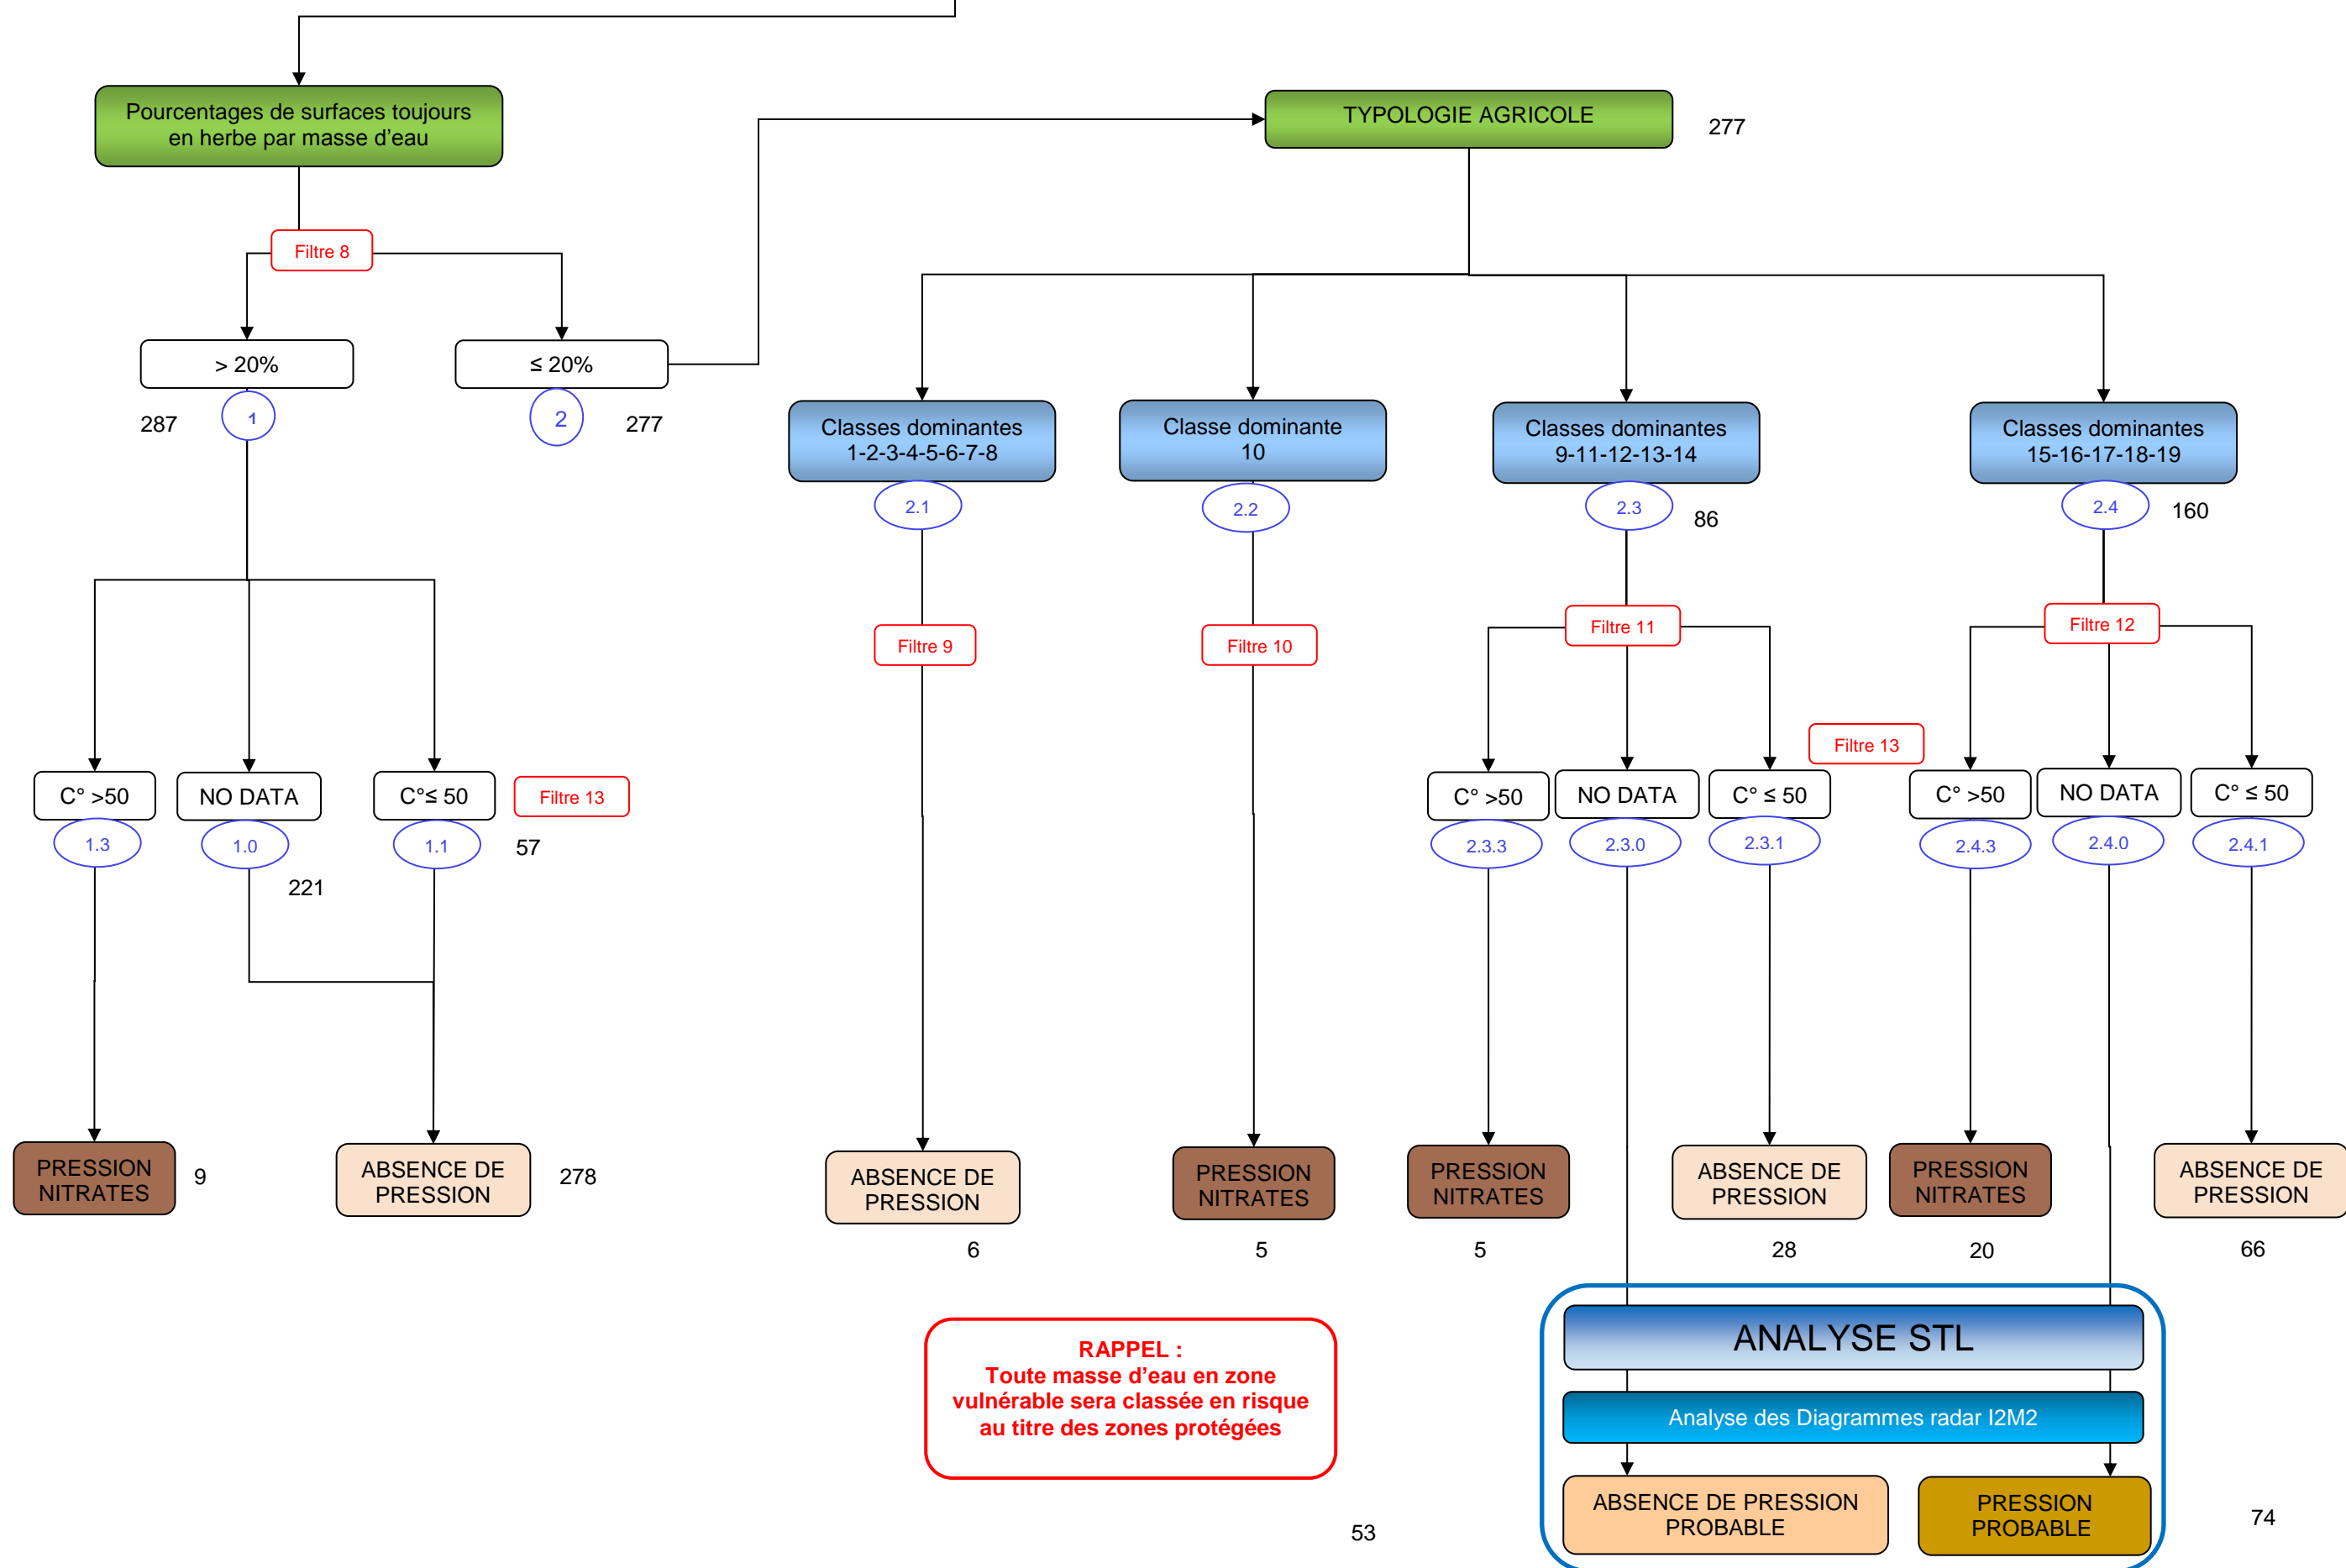 Pourcentages de surfaces toujours
en herbe par masse d'eau
TYPOLOGIE AGRICOLE
277
Filtre 8
> 20%
≤ 20%
287
1
2
277
Classes dominantes
1-2-3-4-5-6-7-8
2.1
Classe dominante
10
2.2
Classes dominantes
9-11-12-13-14
2.3
86
Classes dominantes
15-16-17-18-19
2.4
160
Filtre 9
Filtre 10
Filtre 11
Filtre 12
C° >50
NO DATA
C°≤ 50
Filtre 13
1.3
1.0
1.1
57
221
Filtre 13
C° >50
NO DATA
C° ≤ 50
C° >50
NO DATA
C° ≤ 50
2.3.3
2.3.0
2.3.1
2.4.3
2.4.0
2.4.1
PRESSION
NITRATES
9
ABSENCE DE
PRESSION
278
ABSENCE DE
PRESSION
6
PRESSION
NITRATES
5
PRESSION
NITRATES
5
ABSENCE DE
PRESSION
28
PRESSION
NITRATES
20
ABSENCE DE
PRESSION
66
RAPPEL :
Toute masse d'eau en zone
vulnérable sera classée en risque
au titre des zones protégées
ANALYSE STL
Analyse des Diagrammes radar I2M2
53
ABSENCE DE PRESSION
PROBABLE
PRESSION
PROBABLE
74